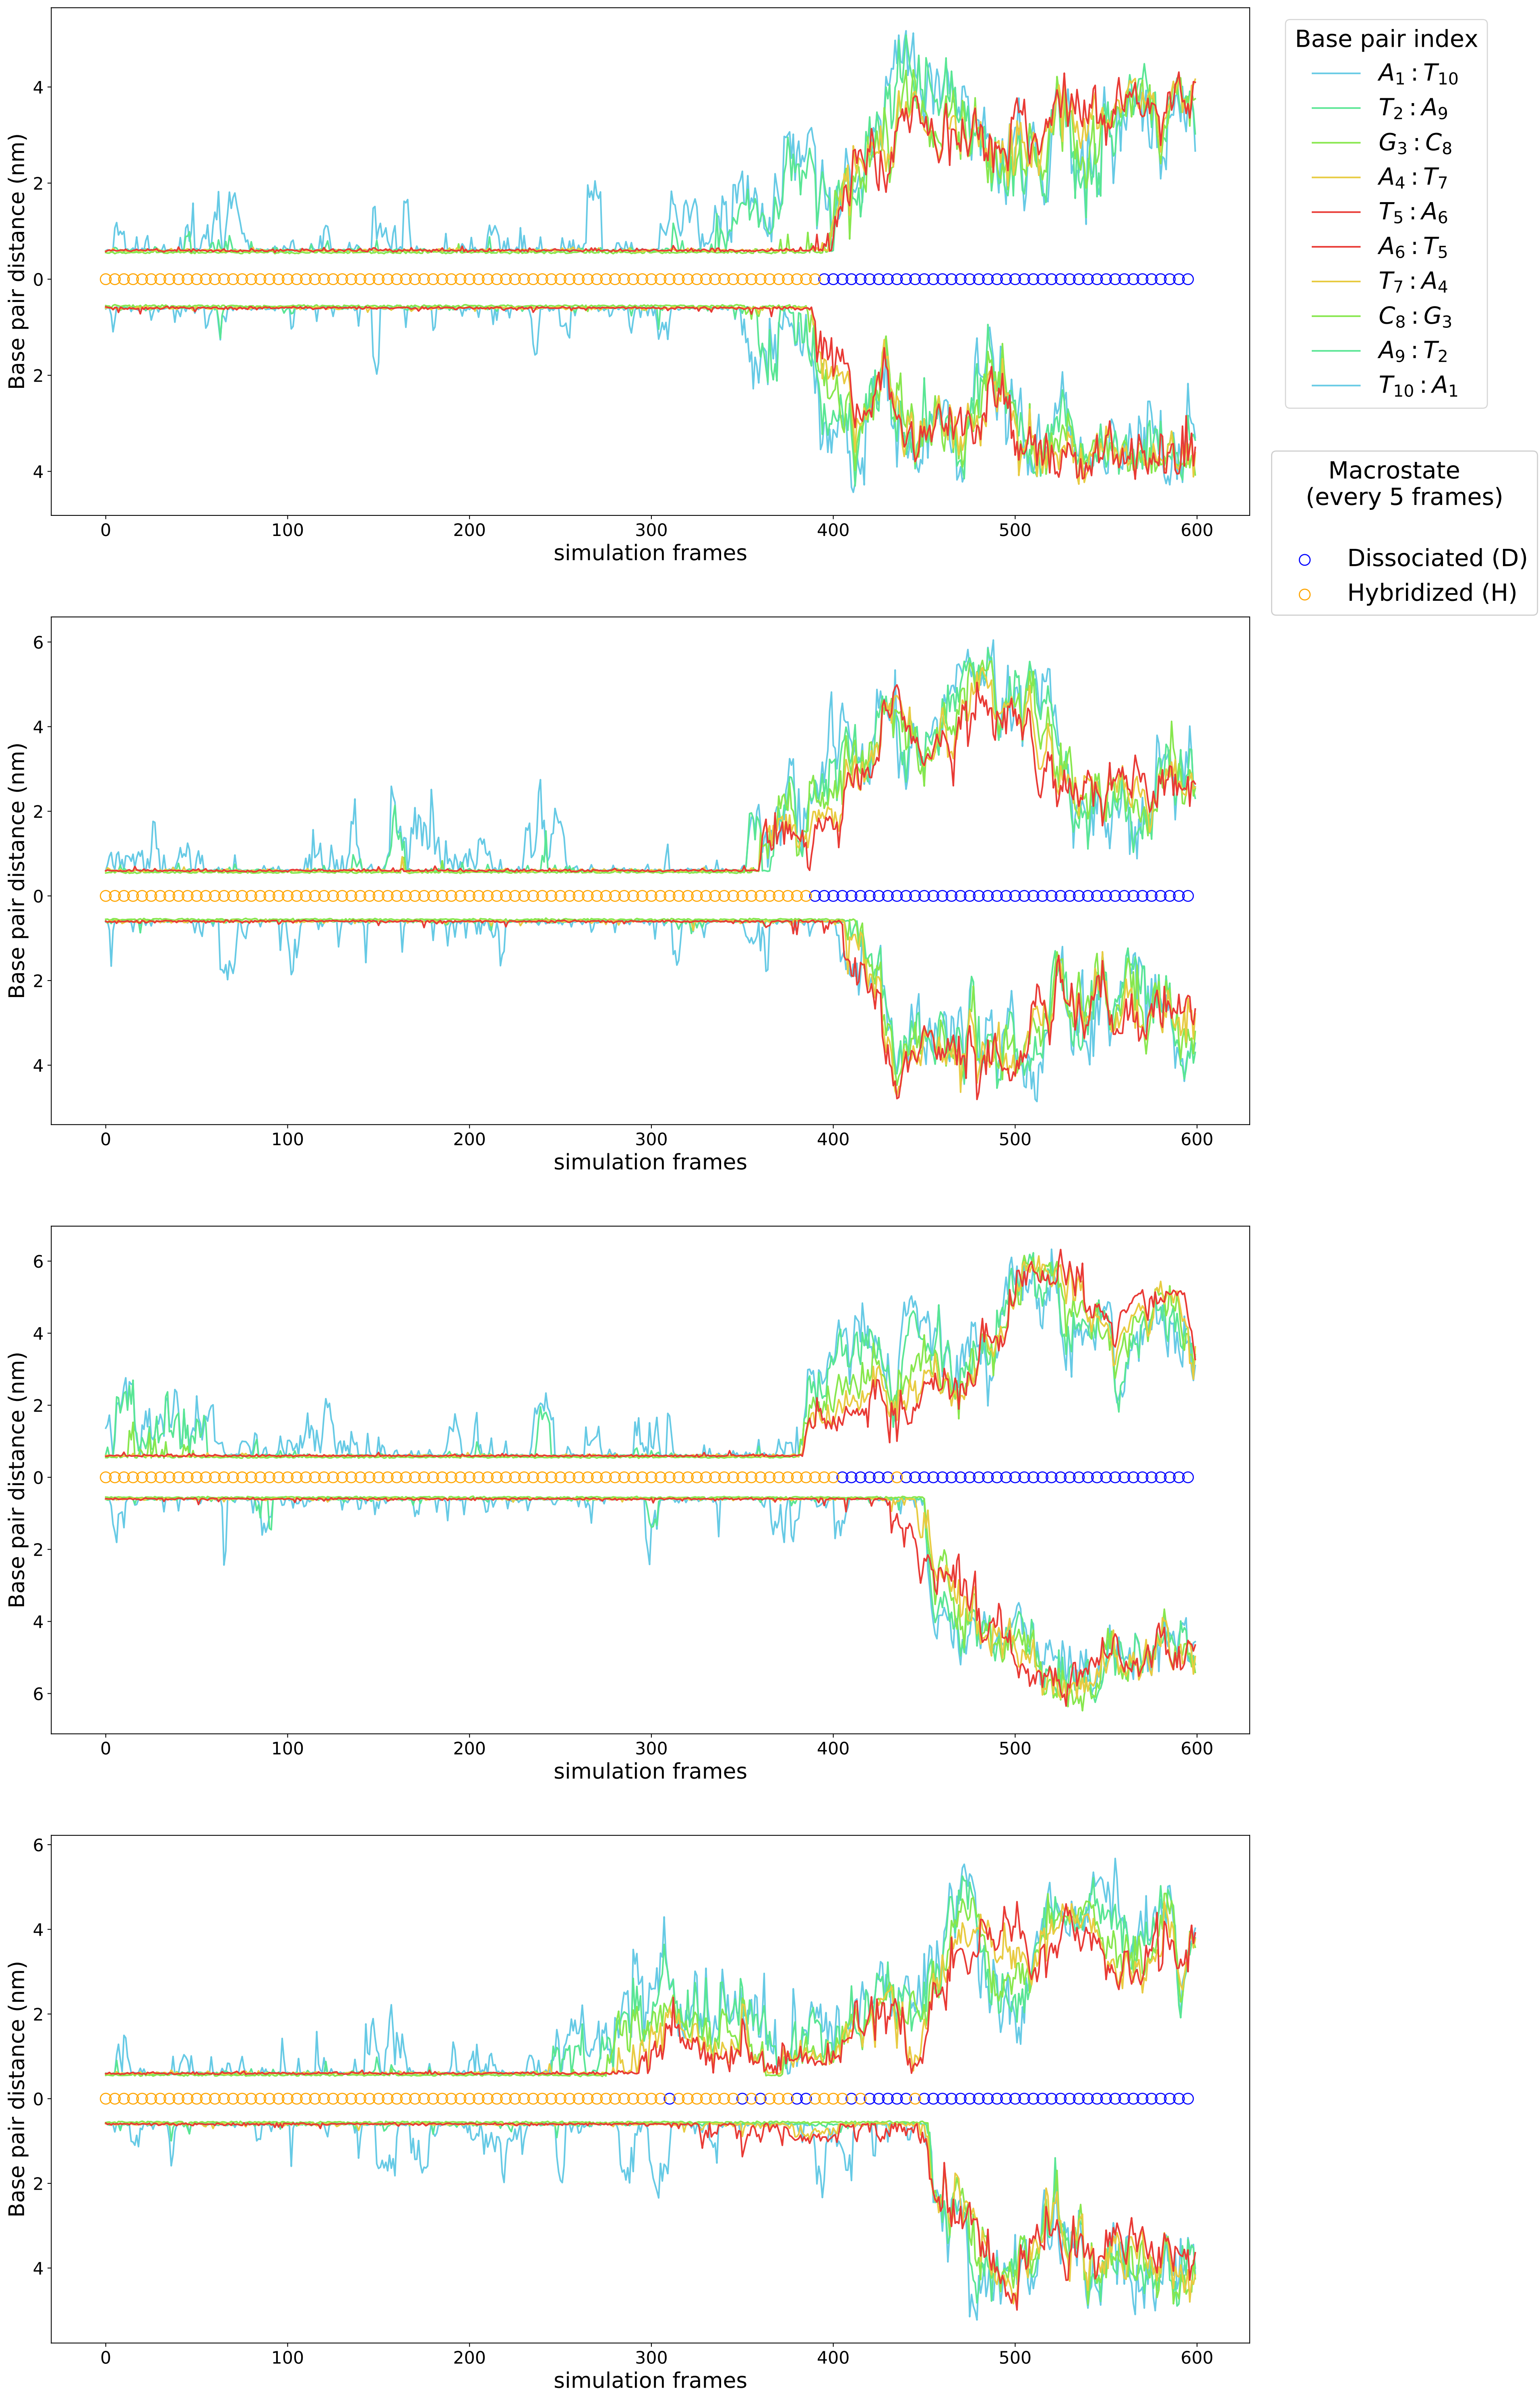 Base pair distance (nm)
4
2
0
2
4
0 100 200 300 400 500 600
simulation frames
Base pair index
A₁ : T₁₀
T₂ : A₉
G₃ : C₈
A₄ : T₇
T₅ : A₆
A₆ : T₅
T₇ : A₄
C₈ : G₃
A₉ : T₂
T₁₀ : A₁
Macrostate
(every 5 frames)
Dissociated (D)
Hybridized (H)
Base pair distance (nm)
6
4
2
0
2
4
0 100 200 300 400 500 600
simulation frames
Base pair distance (nm)
6
4
2
0
2
4
6
0 100 200 300 400 500 600
simulation frames
Base pair distance (nm)
6
4
2
0
2
4
0 100 200 300 400 500 600
simulation frames